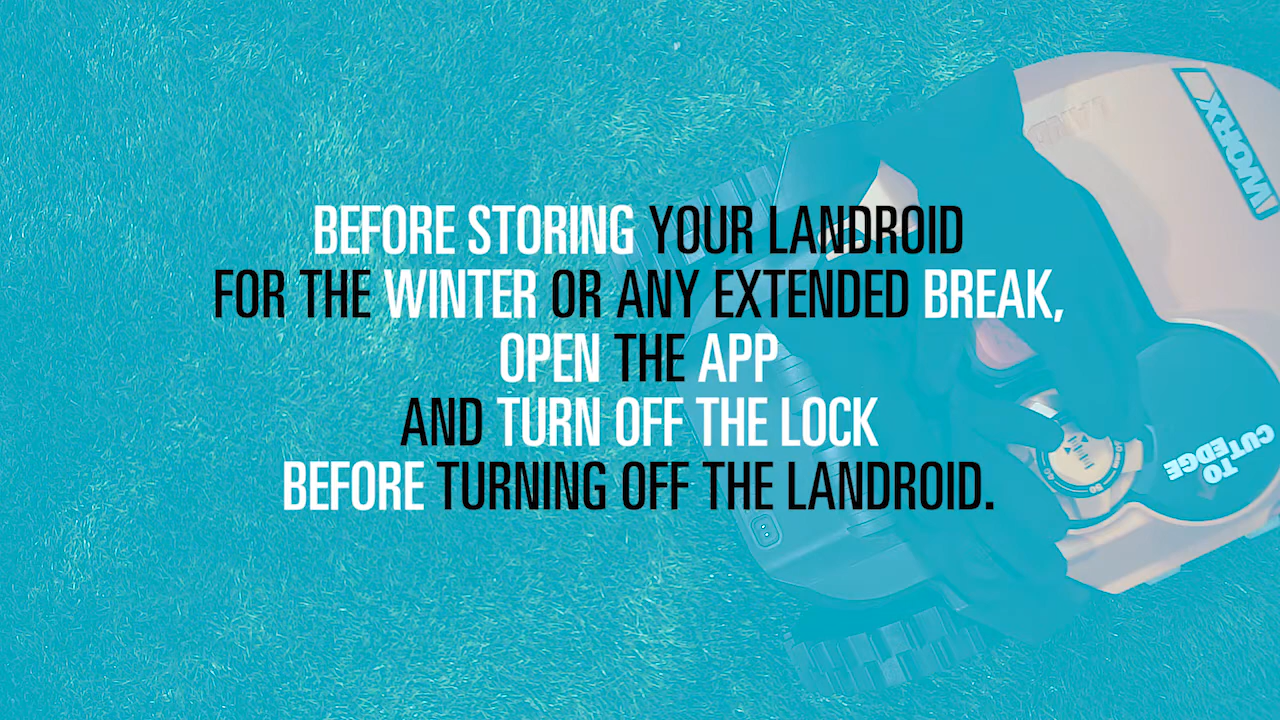 BEFORE STORING YOUR LANDROID
FOR THE WINTER OR ANY EXTENDED BREAK,
OPEN THE APP
AND TURN OFF THE LOCK
BEFORE TURNING OFF THE LANDROID.
WORX
LAND
CUT
TO EDGE